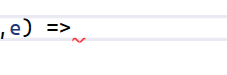 ,e) =>